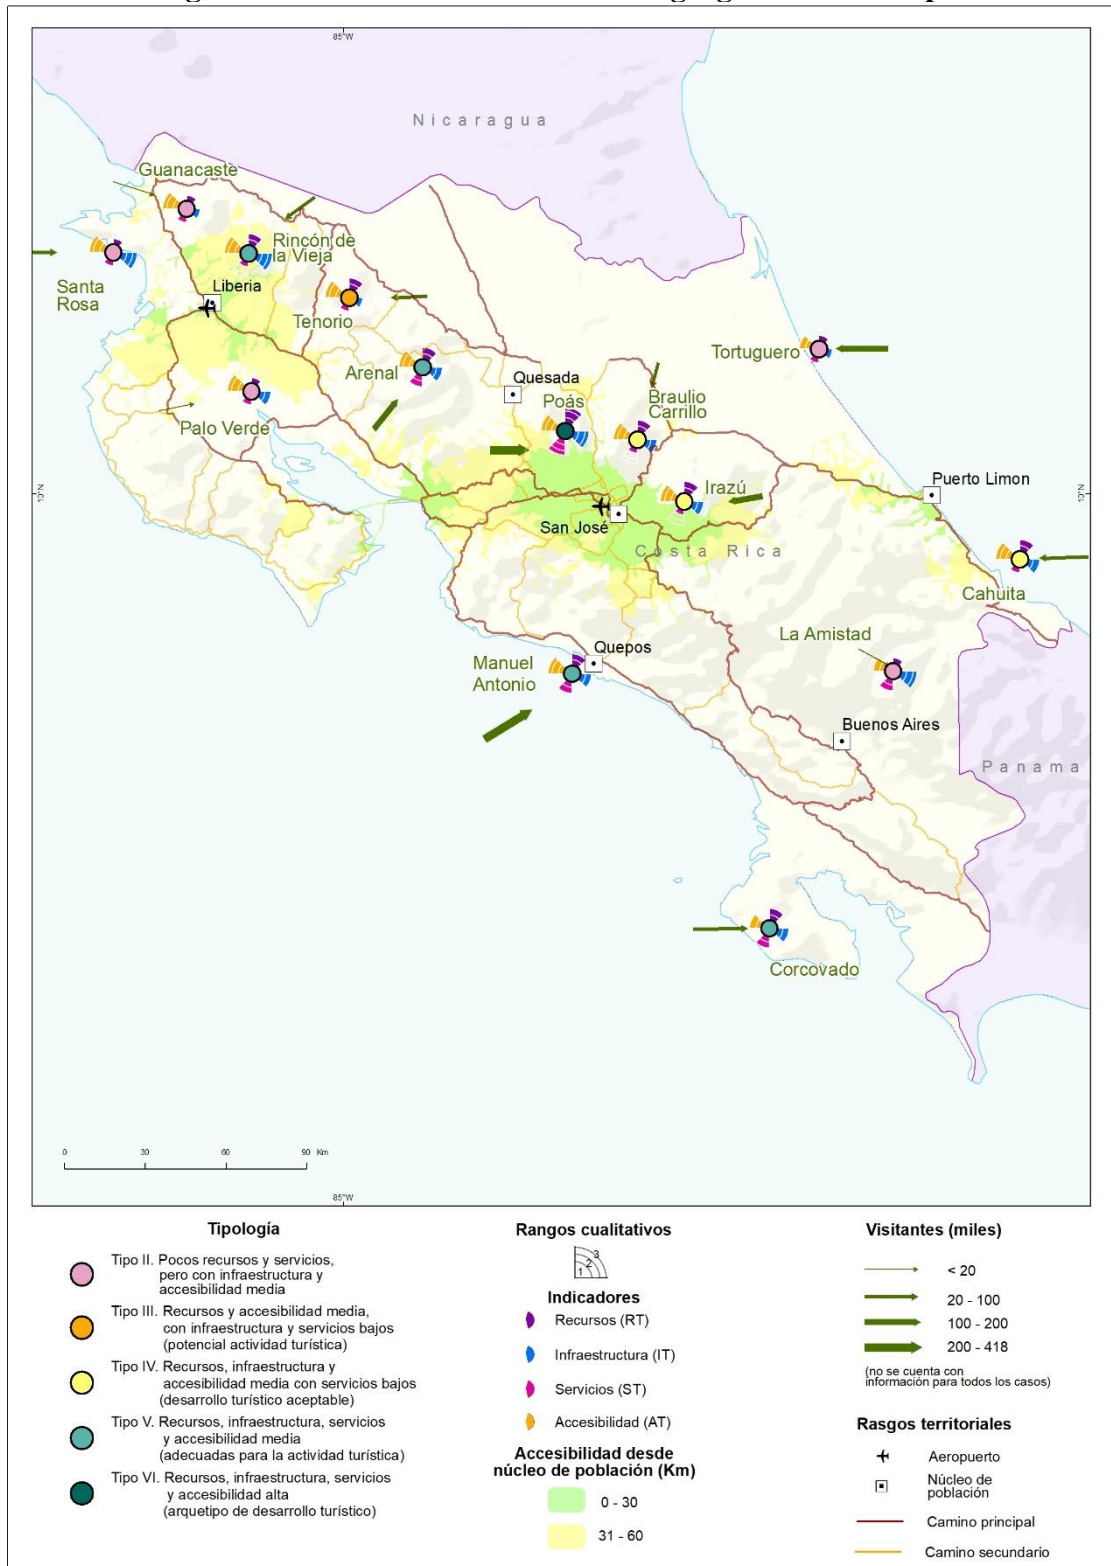 85°W
Nicaragua
Guanacaste
Rincón de
la Vieja
Santa
Rosa
Liberia
Tenorio
Tortuguero
Arenal
Quesada
Poás
Braulio
Carrillo
Palo Verde
Puerto Limon
10°N
10°N
Irazú
San José
Costa Rica
Cahuita
La Amistad
Quepos
Manuel
Antonio
Buenos Aires
Panama
Corcovado
0 30 60 90 Km
85°W
Tipología
Tipo II. Pocos recursos y servicios,
pero con infraestructura y
accesibilidad media
Tipo III. Recursos y accesibilidad media,
con infraestructura y servicios bajos
(potencial actividad turística)
Tipo IV. Recursos, infraestructura y
accesibilidad media con servicios bajos
(desarrollo turístico aceptable)
Tipo V. Recursos, infraestructura, servicios
y accesibilidad media
(adecuadas para la actividad turística)
Tipo VI. Recursos, infraestructura, servicios
y accesibilidad alta
(arquetipo de desarrollo turístico)
Rangos cualitativos
1 2 3
Indicadores
Recursos (RT)
Infraestructura (IT)
Servicios (ST)
Accesibilidad (AT)
Accesibilidad desde
núcleo de población (Km)
0 - 30
31 - 60
Visitantes (miles)
< 20
20 - 100
100 - 200
200 - 418
(no se cuenta con
información para todos los casos)
Rasgos territoriales
Aeropuerto
Núcleo de
población
Camino principal
Camino secundario